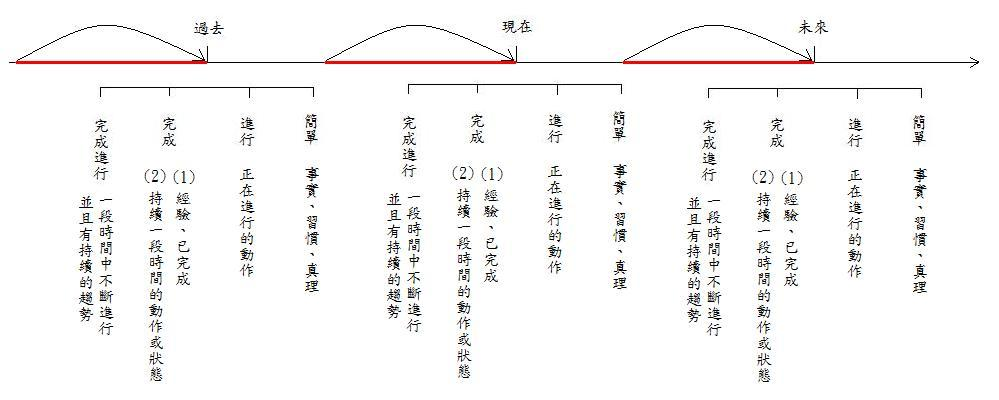 過去
簡單 事實、習慣、真理
進行 正在進行的動作
完成 (1) 經驗、已完成
(2) 持續一段時間的動作或狀態
完成進行 一段時間中不斷進行
並且有持續的趨勢
現在
簡單 事實、習慣、真理
進行 正在進行的動作
完成 (1) 經驗、已完成
(2) 持續一段時間的動作或狀態
完成進行 一段時間中不斷進行
並且有持續的趨勢
未來
簡單 事實、習慣、真理
進行 正在進行的動作
完成 (1) 經驗、已完成
(2) 持續一段時間的動作或狀態
完成進行 一段時間中不斷進行
並且有持續的趨勢